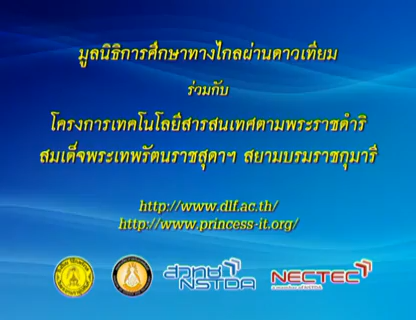 มูลนิธิการศึกษาทางไกลผ่านดาวเทียม
ร่วมกับ
โครงการเทคโนโลยีสารสนเทศตามพระราชดำริ
สมเด็จพระเทพรัตนราชสุดาฯ สยามบรมราชกุมารี
http://www.dlf.ac.th/
http://www.princess-it.org/
สวทช
NSTDA
NECTEC
a member of NSTDA